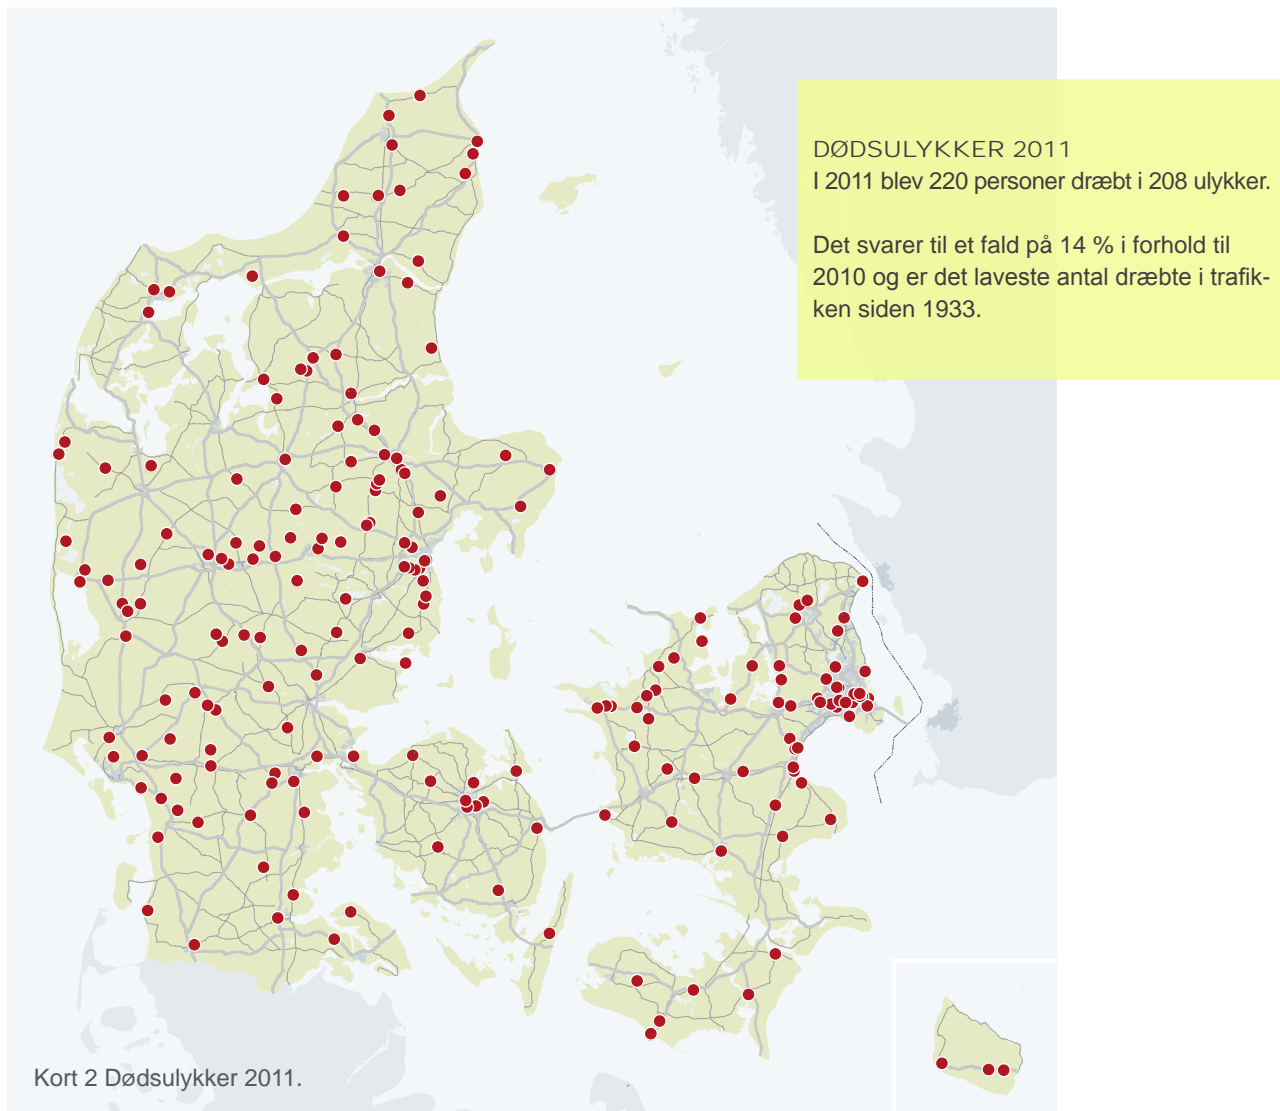 DØDSULYKKER 2011
I 2011 blev 220 personer dræbt i 208 ulykker.
Det svarer til et fald på 14 % i forhold til
2010 og er det laveste antal dræbte i trafik-
ken siden 1933.
Kort 2 Dødsulykker 2011.